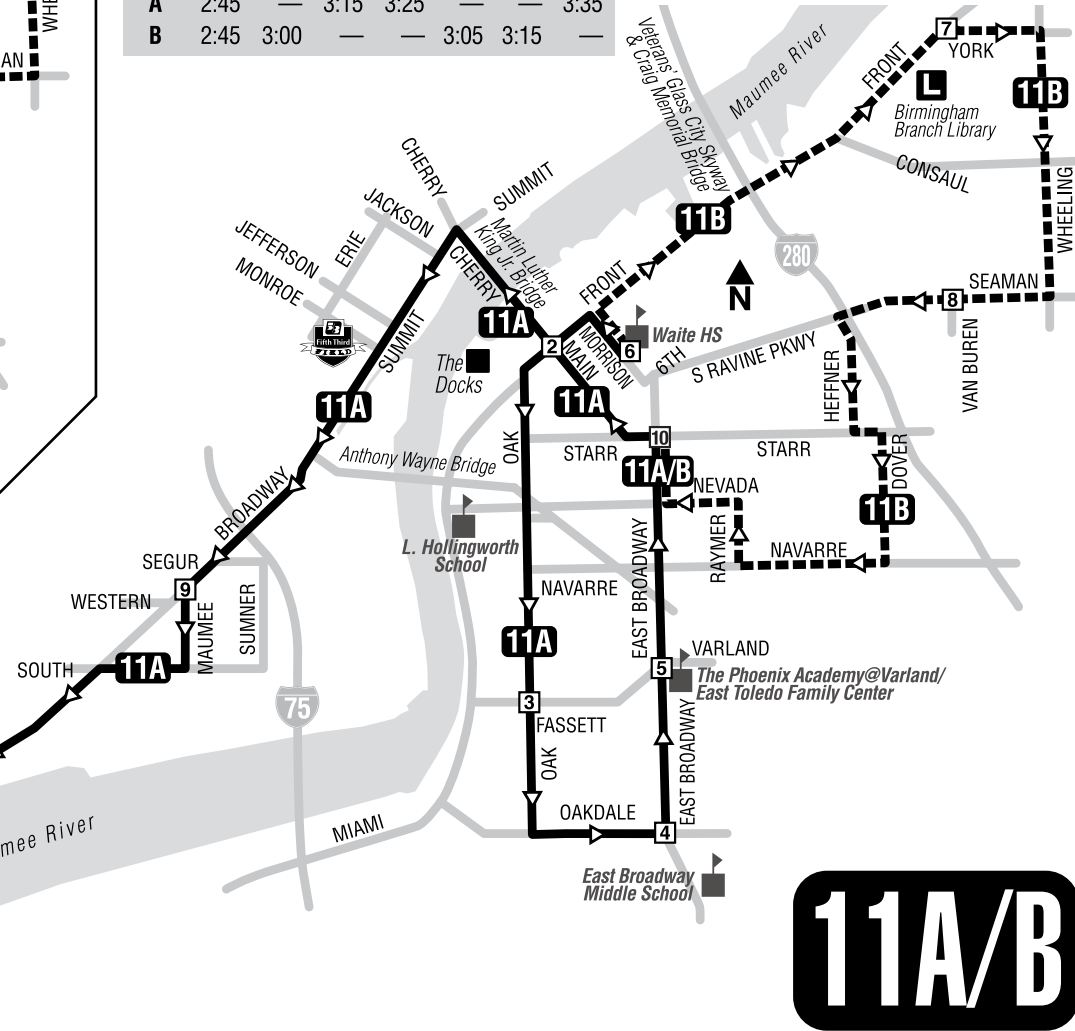 A 2:45 — 3:15 3:25 — — 3:35
B 2:45 3:00 — — 3:05 3:15 —
WHE
AN
Veterans' Glass City Skyway
& Craig Memorial Bridge
Maumee River
7
YORK
FRONT
11B
L
Birmingham
Branch Library
CONSAUL
WHEELING
CHERRY
SUMMIT
JACKSON
11B
Martin Luther
King Jr. Bridge
JEFFERSON
ERIE
MONROE
280
CHERRY
FRONT
N
SEAMAN
8
11A
SUMMIT
Fifth Third
FIELD
2
MORRISON
Waite HS
6
6TH
S RAVINE PKWY
The
Docks
MAIN
HEFFNER
VAN BUREN
11A
11A
OAK
STARR
10
STARR
DOVER
Anthony Wayne Bridge
11A/B
NEVADA
BROADWAY
11B
L. Hollingworth
School
RAYMER
NAVARRE
SEGUR
9
WESTERN
MAUMEE
SUMNER
NAVARRE
EAST BROADWAY
11A
SOUTH
11A
VARLAND
5
The Phoenix Academy@Varland/
East Toledo Family Center
75
3
FASSETT
OAK
EAST BROADWAY
OAKDALE
4
mee River
MIAMI
East Broadway
Middle School
11A/B